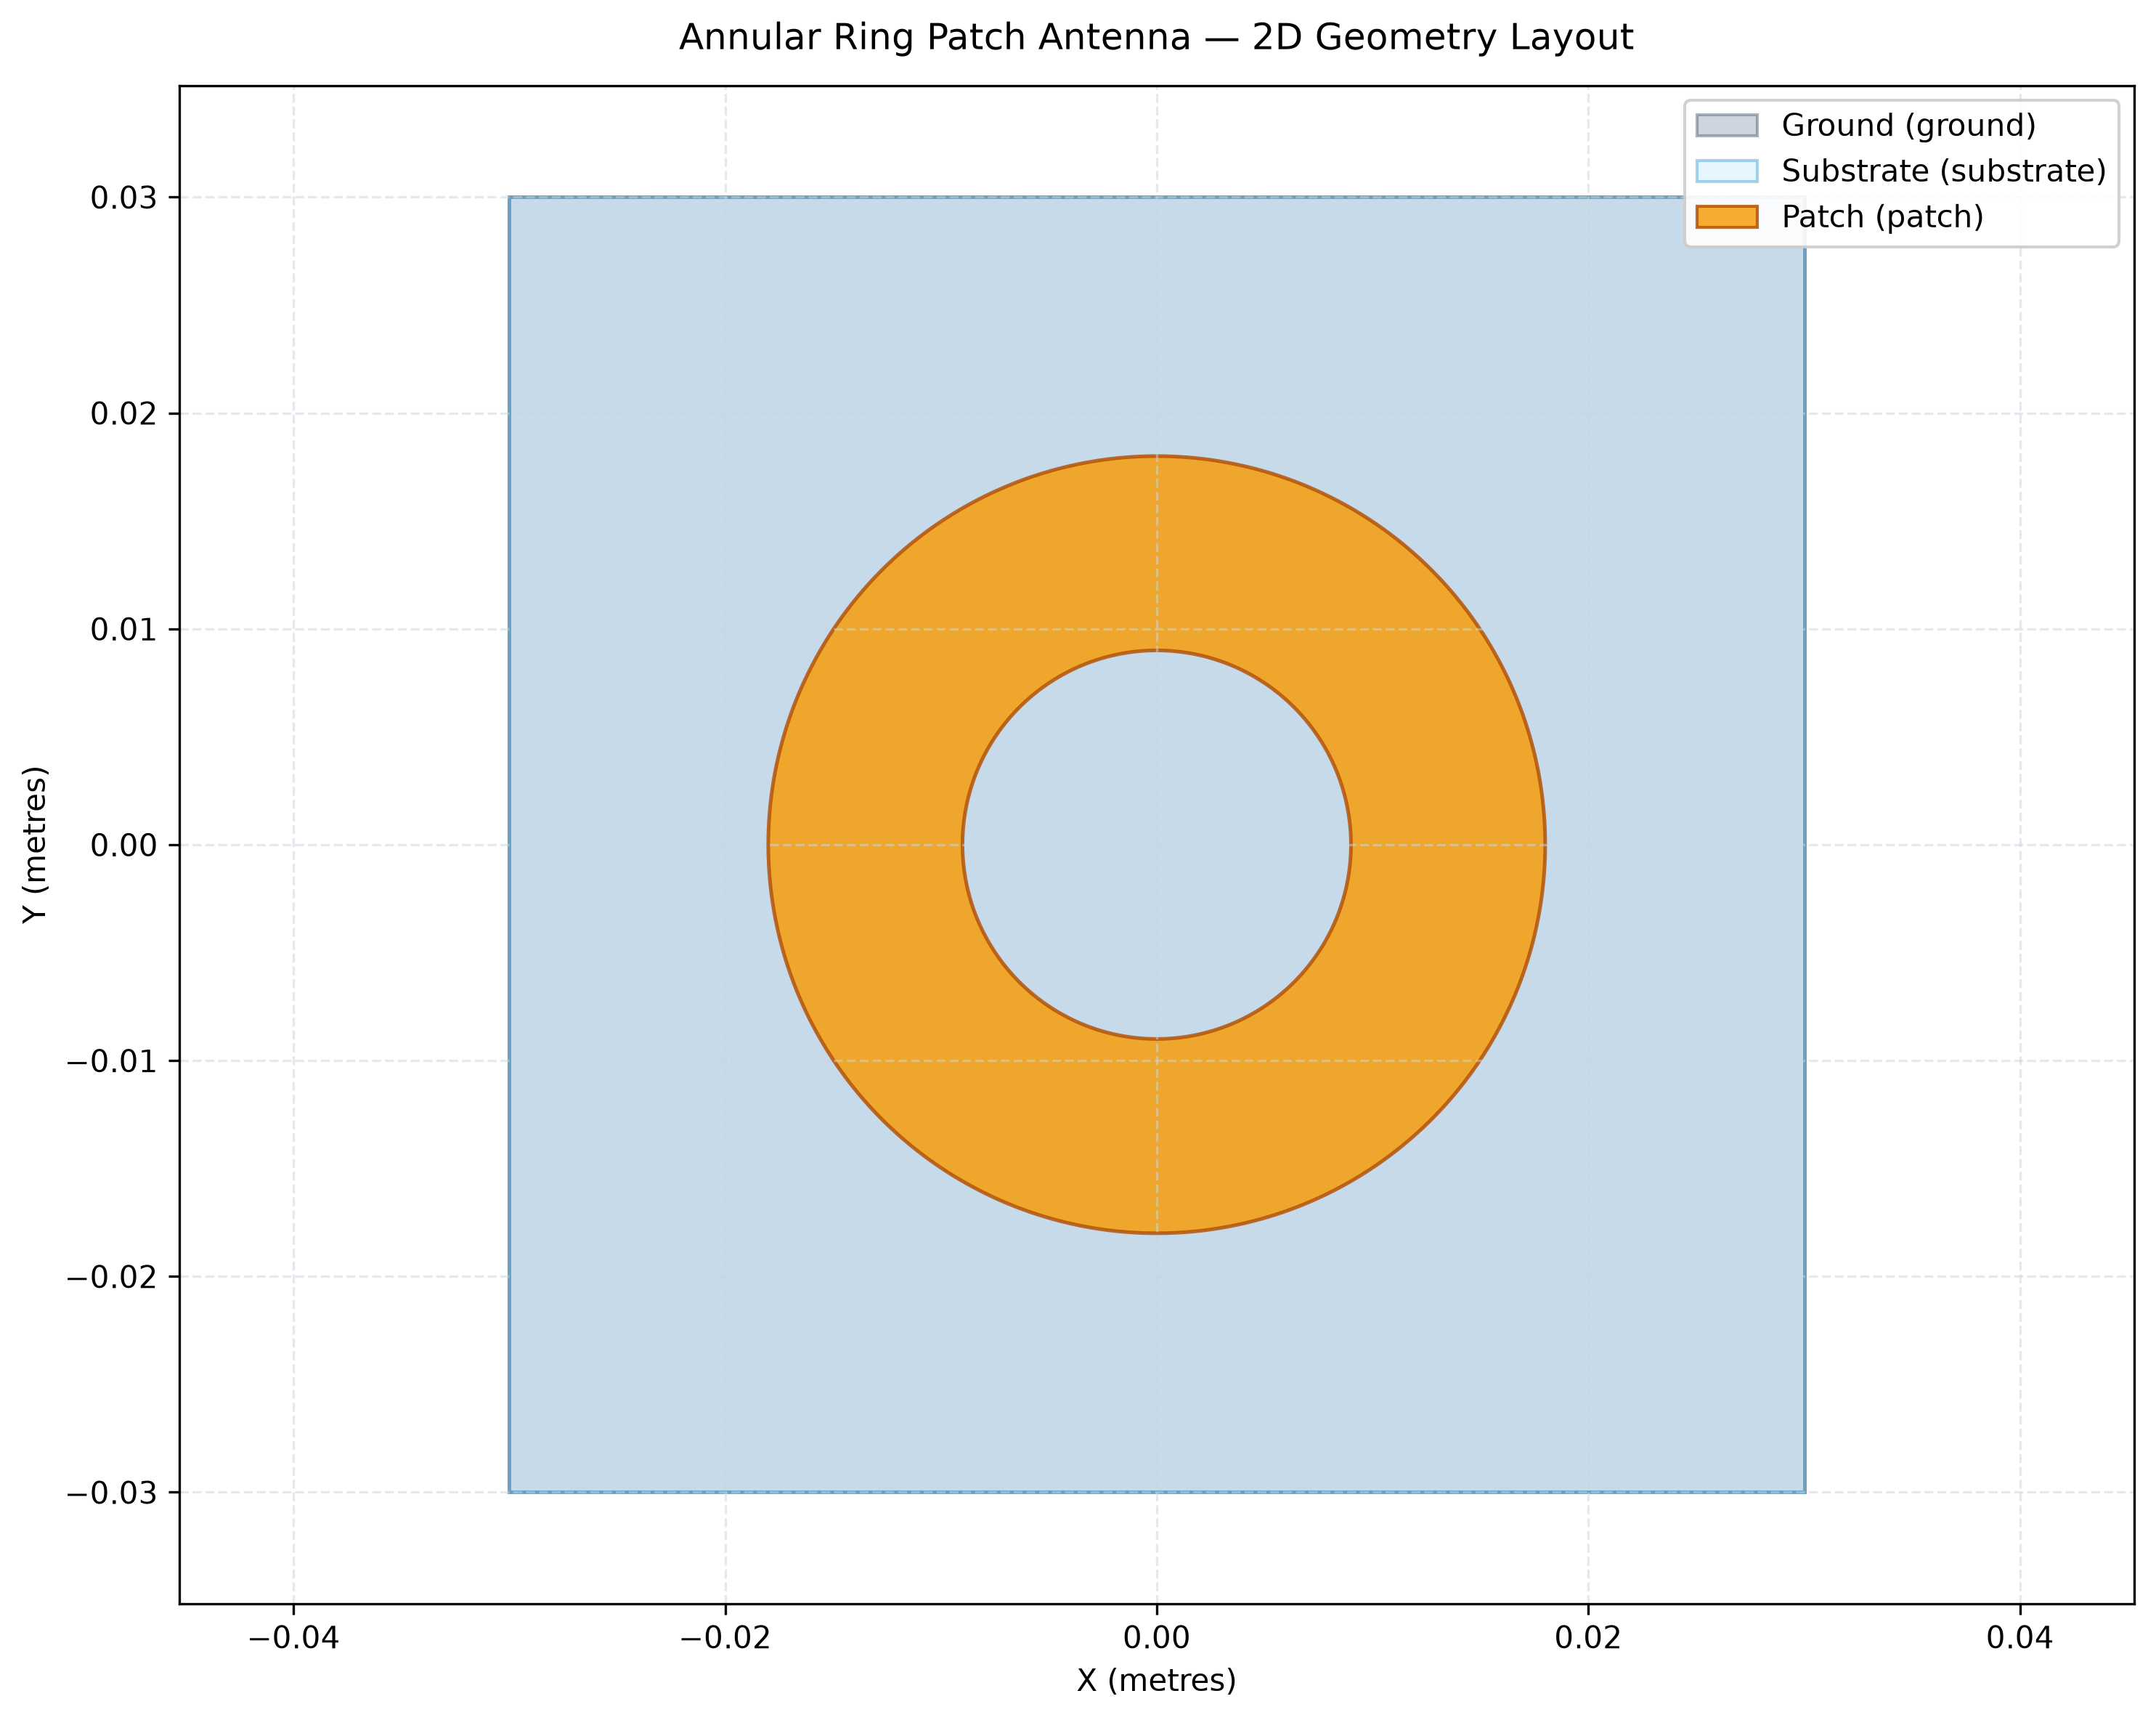 Annular Ring Patch Antenna — 2D Geometry Layout
Ground (ground)
Substrate (substrate)
Patch (patch)
0.03
0.02
0.01
0.00
−0.01
−0.02
−0.03
Y (metres)
−0.04
−0.02
0.00
0.02
0.04
X (metres)